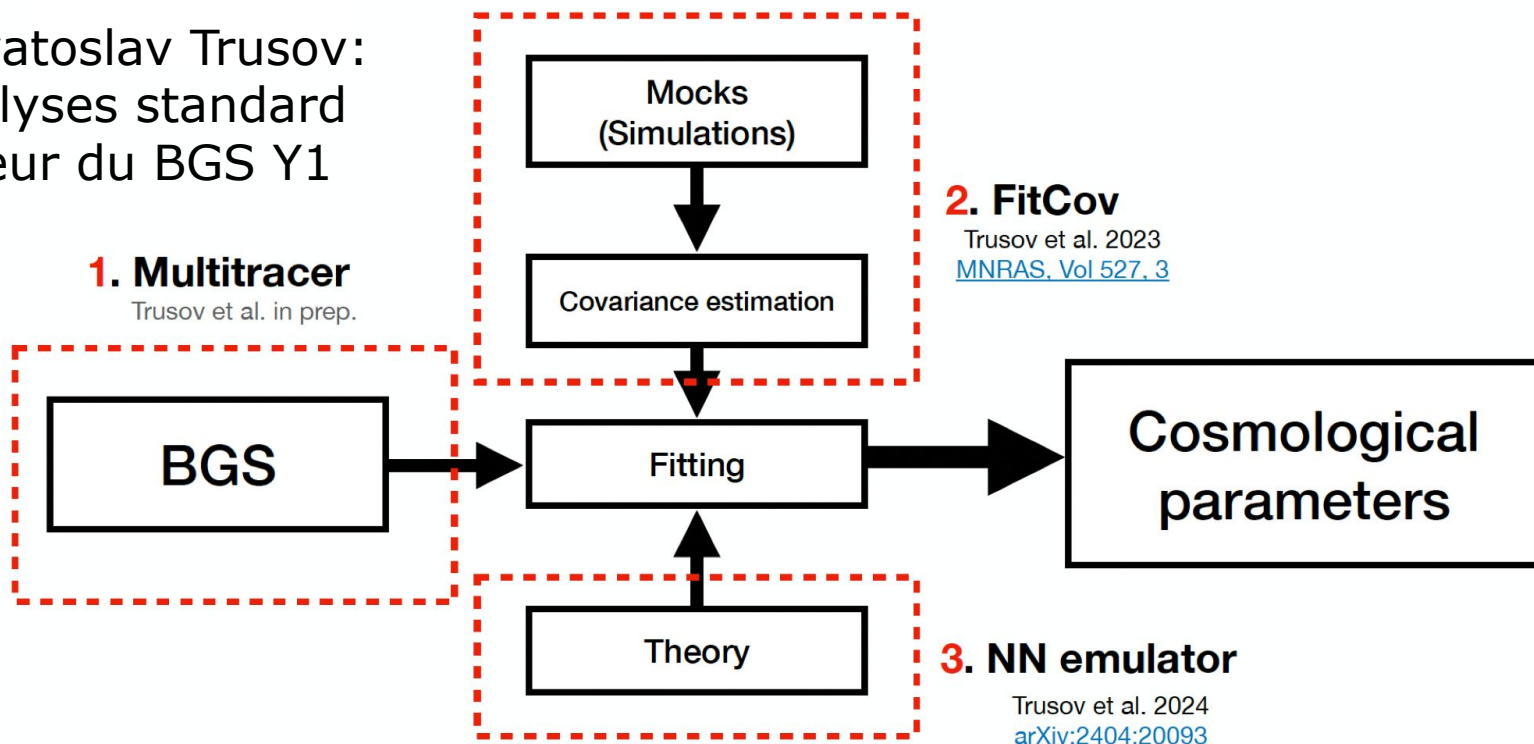 atoslav Trusov:
lyses standard
eur du BGS Y1
1. Multitracer
Trusov et al. in prep.
BGS
Mocks
(Simulations)
Covariance estimation
2. FitCov
Trusov et al. 2023
MNRAS, Vol 527, 3
Fitting
Cosmological
parameters
Theory
3. NN emulator
Trusov et al. 2024
arXiv:2404:20093